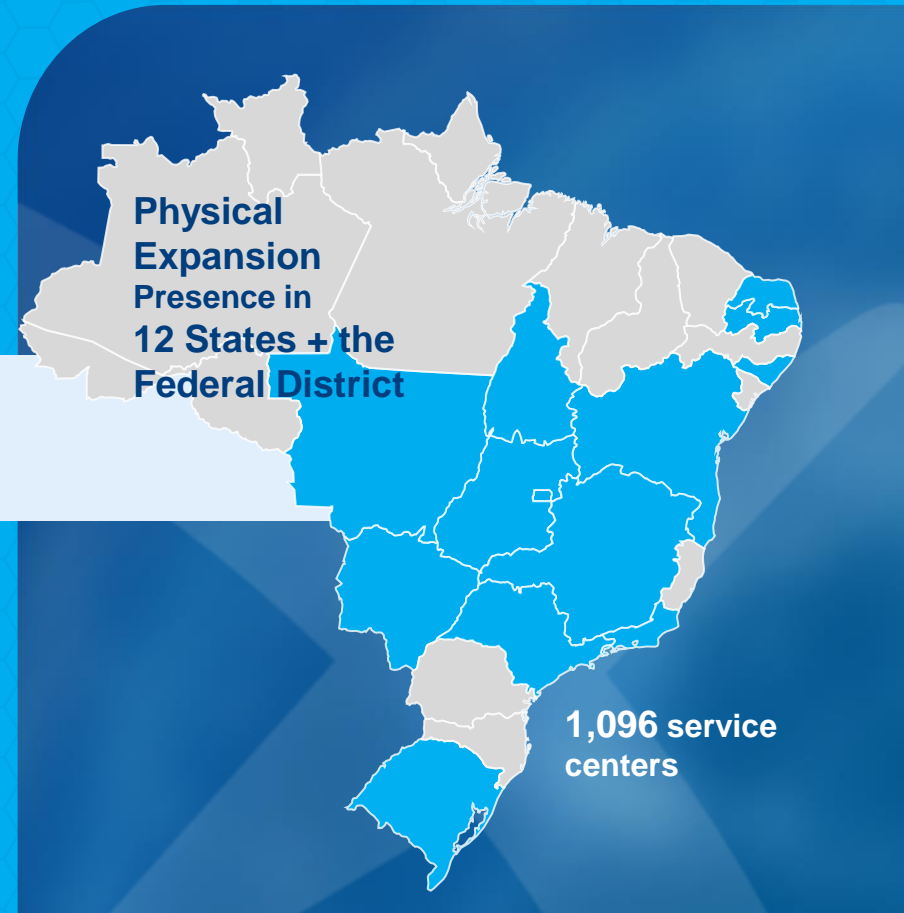 Physical
Expansion
Presence in
12 States + the
Federal District
1,096 service
centers